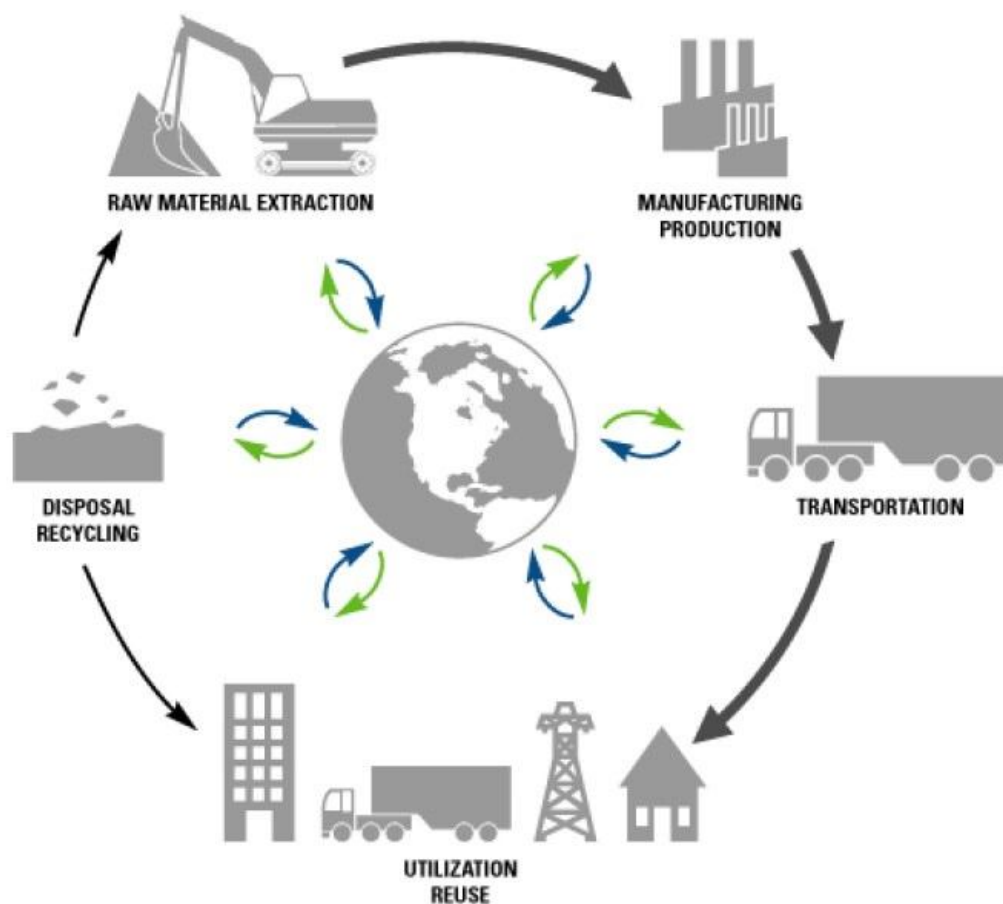 RAW MATERIAL EXTRACTION
MANUFACTURING
PRODUCTION
DISPOSAL
RECYCLING
TRANSPORTATION
UTILIZATION
REUSE